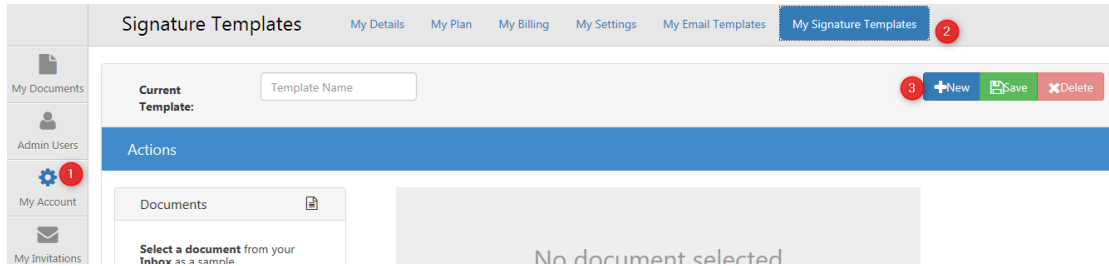 Signature Templates
My Details
My Plan
My Billing
My Settings
My Email Templates
My Signature Templates
2
My Documents
Admin Users
1
My Account
My Invitations
Current
Template:
Template Name
3
New
Save
Delete
Actions
Documents
Select a document from your
Inbox as a sample
No document selected